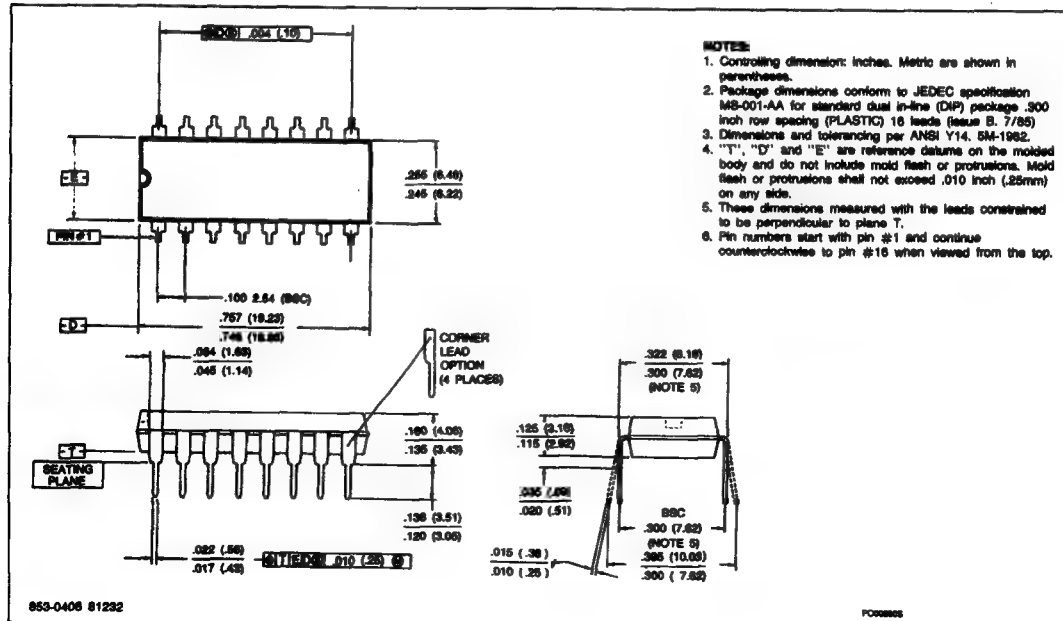 .004 (.10)
NOTES:
1. Controlling dimension: inches. Metric are shown in
parentheses.
2. Package dimensions conform to JEDEC specification
MS-001-AA for standard dual in-line (DIP) package .300
inch row spacing (PLASTIC) 16 leads (issue B. 7/85)
3. Dimensions and tolerancing per ANSI Y14. 5M-1982.
4. "T", "D" and "E" are reference datums on the molded
body and do not include mold flash or protrusions. Mold
flash or protrusions shall not exceed .010 inch (.25mm)
on any side.
5. These dimensions measured with the leads constrained
to be perpendicular to plane T.
6. Pin numbers start with pin #1 and continue
counterclockwise to pin #16 when viewed from the top.
-E-
.255 (6.48)
.245 (6.22)
PIN #1
.100 2.54 (BSC)
-D-
.757 (19.23)
.064 (1.63)
.045 (1.14)
CORNER
LEAD
OPTION
(4 PLACES)
.322 (8.18)
.300 (7.62)
(NOTE 5)
.160 (4.06)
.135 (3.43)
.125 (3.18)
.115 (2.92)
-T-
SEATING
PLANE
.035 (.89)
.020 (.51)
.138 (3.51)
.120 (3.05)
BSC
.300 (7.62)
(NOTE 5)
.395 (10.03)
.300 ( 7.62)
.022 (.56)
.017 (.43)
.010 (.25)
.015 ( .38)
.010 ( .25 )
853-0406 81232